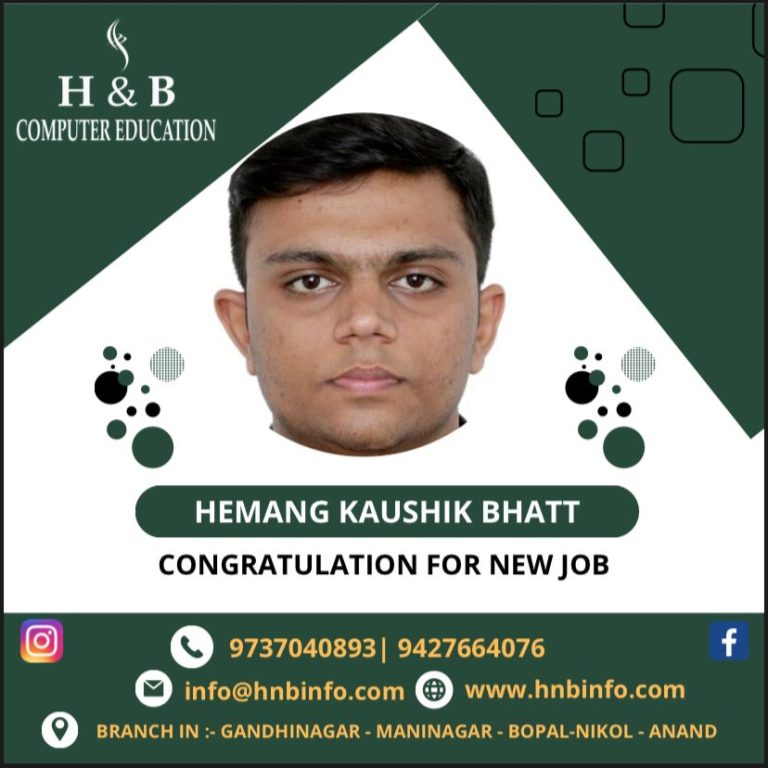 H & B
COMPUTER EDUCATION
HEMANG KAUSHIK BHATT
CONGRATULATION FOR NEW JOB
9737040893| 9427664076
info@hnbinfo.com www.hnbinfo.com
BRANCH IN :- GANDHINAGAR - MANINAGAR - BOPAL-NIKOL - ANAND